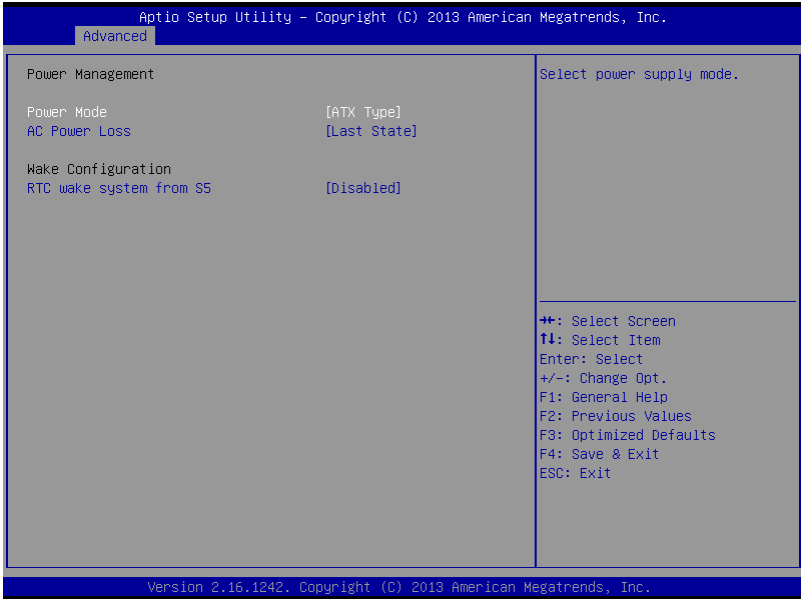 Aptio Setup Utility – Copyright (C) 2013 American Megatrends, Inc.
Advanced
Power Management
Power Mode [ATX Type]
AC Power Loss [Last State]
Wake Configuration
RTC wake system from S5 [Disabled]
Select power supply mode.
→←: Select Screen
↑↓: Select Item
Enter: Select
+/-: Change Opt.
F1: General Help
F2: Previous Values
F3: Optimized Defaults
F4: Save & Exit
ESC: Exit
Version 2.16.1242. Copyright (C) 2013 American Megatrends, Inc.